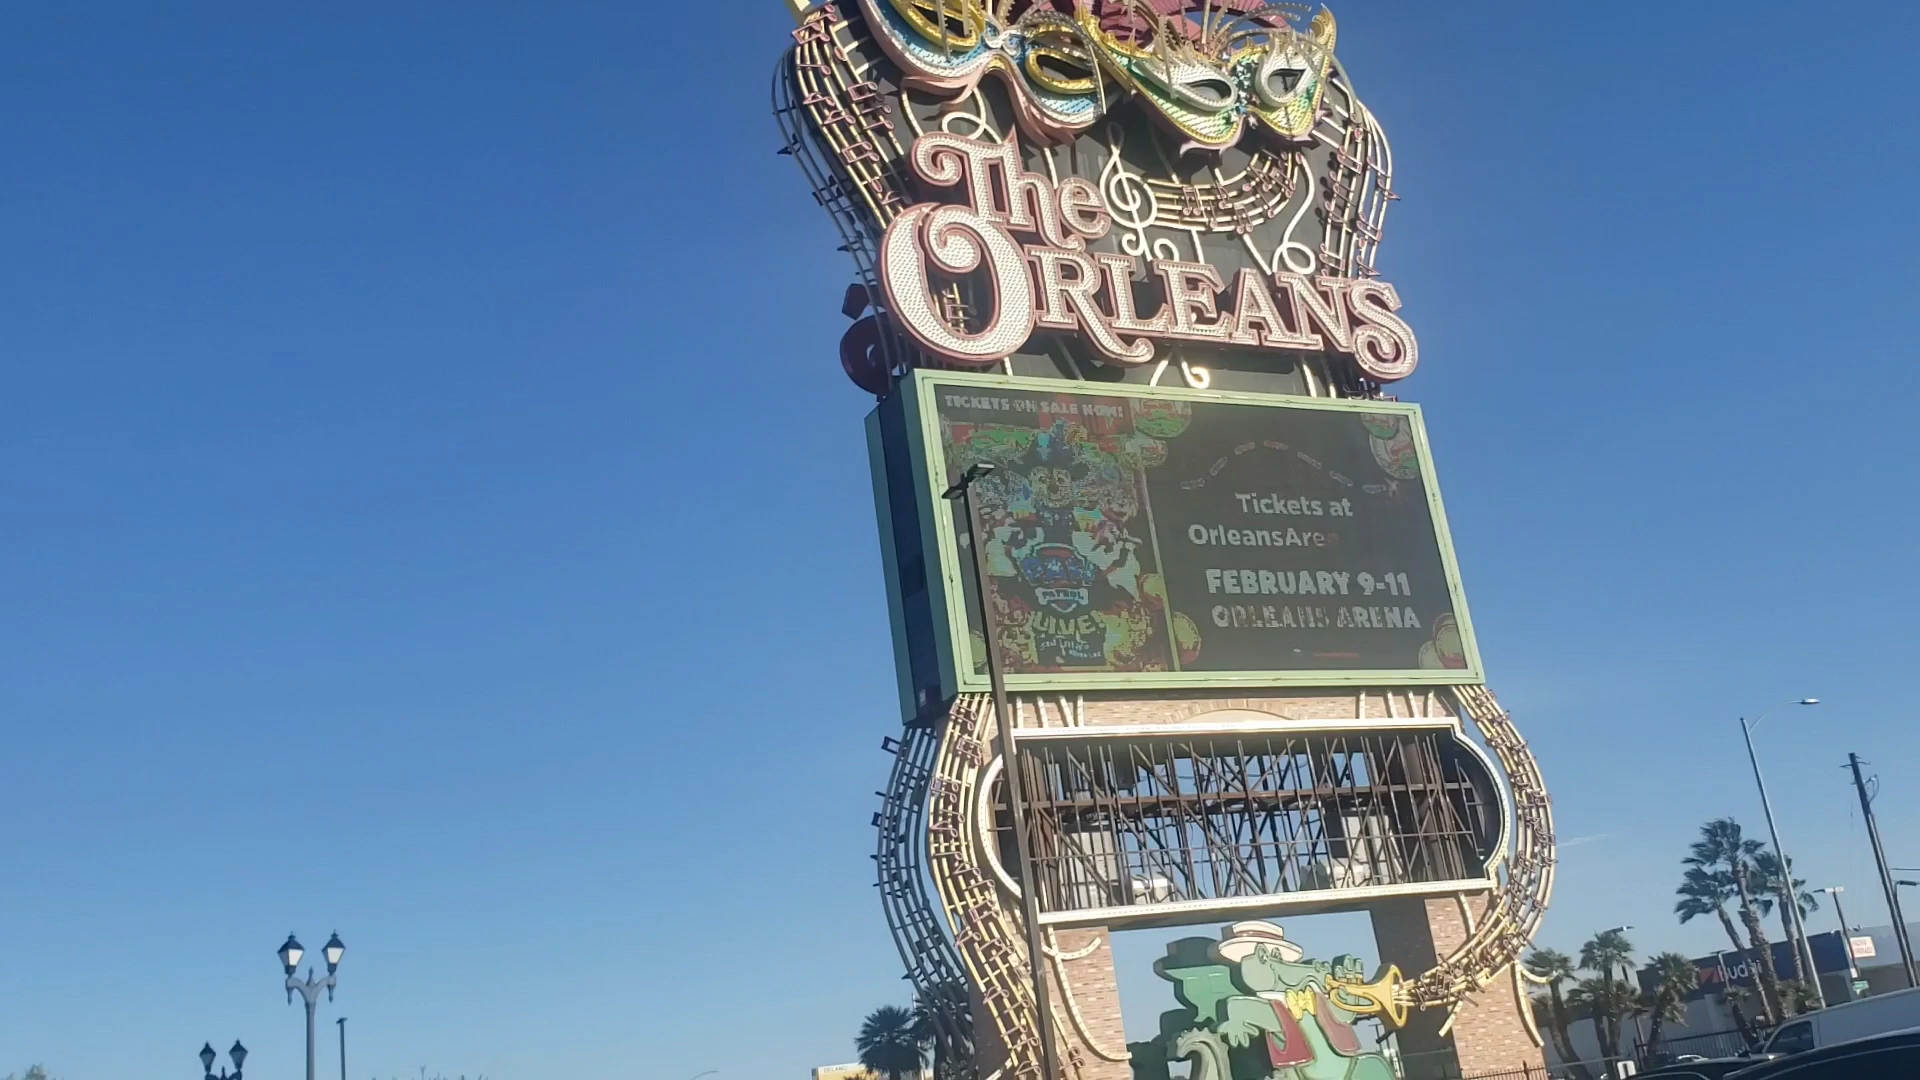 The
ORLEANS
TICKETS ON SALE NOW!
PATROL
LIVE!
Tickets at
OrleansAre
FEBRUARY 9-11
ORLEANS ARENA